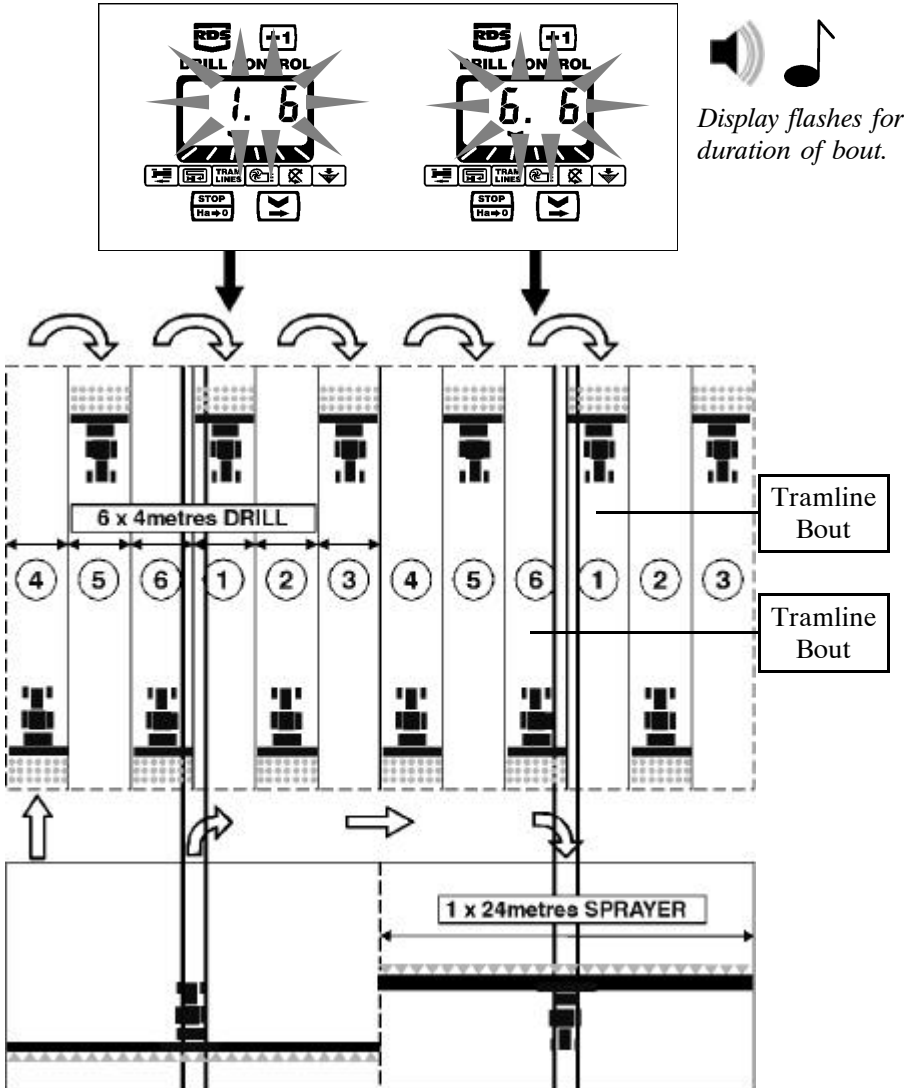 RDS +1
DRILL CONTROL
1. 6
TRAM LINES
STOP
Ha➡0
RDS +1
DRILL CONTROL
6. 6
TRAM LINES
STOP
Ha➡0
Display flashes for
duration of bout.
6 x 4metres DRILL
4 5 6 1 2 3 4 5 6 1 2 3
Tramline
Bout
Tramline
Bout
1 x 24metres SPRAYER